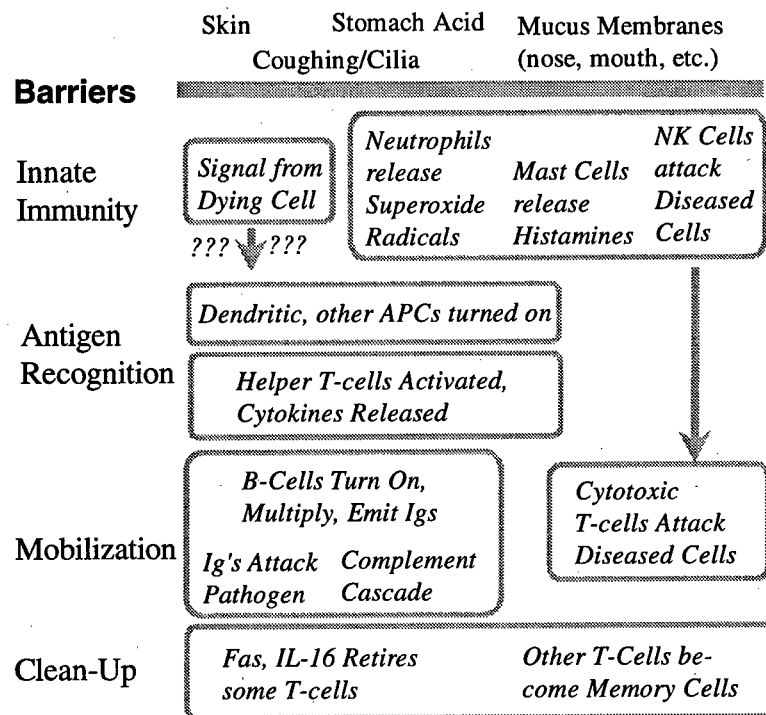 Skin
Stomach Acid
Mucus Membranes
(nose, mouth, etc.)
Coughing/Cilia
Barriers
Innate
Immunity
Signal from
Dying Cell
Neutrophils
release
Superoxide
Radicals
Mast Cells
release
Histamines
NK Cells
attack
Diseased
Cells
??? ???
Antigen
Recognition
Dendritic, other APCs turned on
Helper T-cells Activated,
Cytokines Released
Mobilization
B-Cells Turn On,
Multiply, Emit Igs
Ig's Attack
Pathogen
Complement
Cascade
Cytotoxic
T-cells Attack
Diseased Cells
Clean-Up
Fas, IL-16 Retires
some T-cells
Other T-Cells be-
come Memory Cells